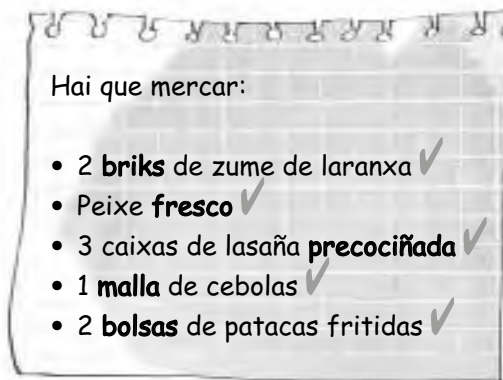 Hai que mercar:
• 2 briks de zume de laranxa ✓
• Peixe fresco ✓
• 3 caixas de lasaña precociñada ✓
• 1 malla de cebolas ✓
• 2 bolsas de patacas fritidas ✓